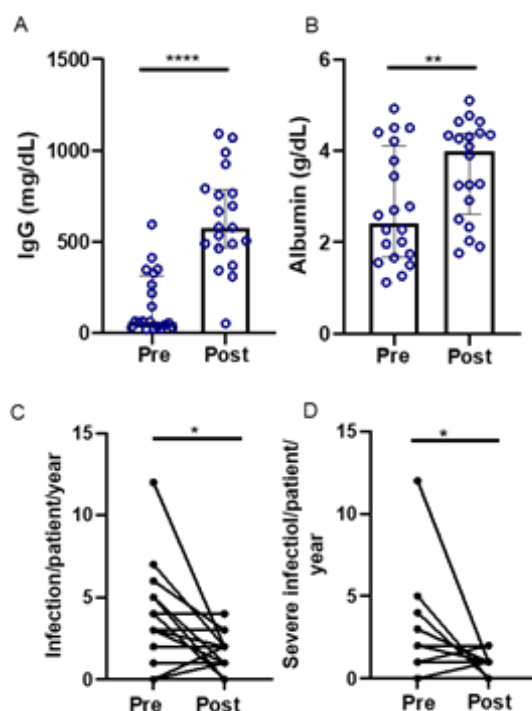 A
IgG (mg/dL)
1500
1000
500
0
****
Pre Post
B
Albumin (g/dL)
6
4
2
0
**
Pre Post
C
Infection/patient/year
15
10
5
0
*
Pre Post
D
Severe infectiol/patient/
year
15
10
5
0
*
Pre Post